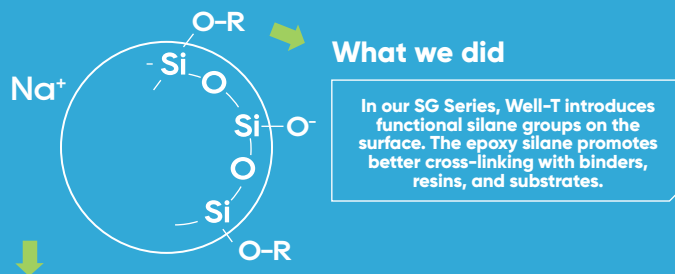 O–R
What we did
Si
O
Na⁺
In our SG Series, Well-T introduces
functional silane groups on the
surface. The epoxy silane promotes
better cross-linking with binders,
resins, and substrates.
Si
O⁻
O
Si
O–R